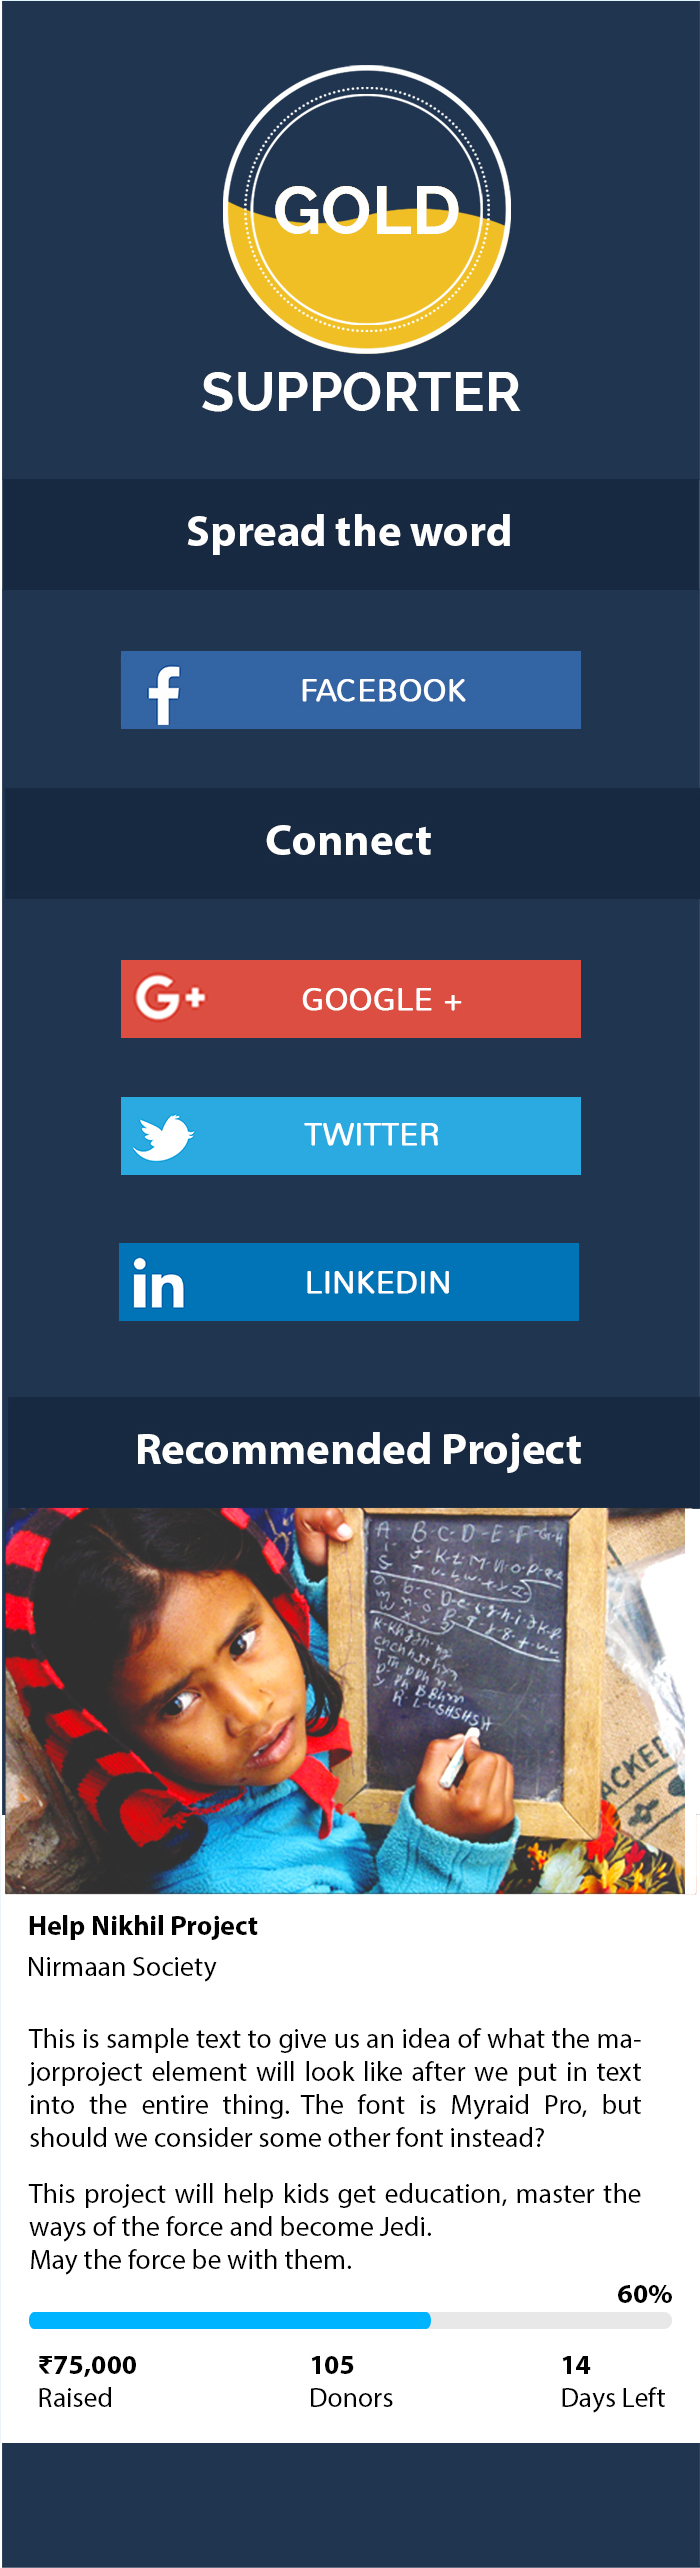 GOLD
SUPPORTER
Spread the word
f FACEBOOK
Connect
G+ GOOGLE +
TWITTER
in LINKEDIN
Recommended Project
A B-C-D-E-F-G-H
ACKED
Help Nikhil Project
Nirmaan Society
This is sample text to give us an idea of what the ma-
jorproject element will look like after we put in text
into the entire thing. The font is Myraid Pro, but
should we consider some other font instead?
This project will help kids get education, master the
ways of the force and become Jedi.
May the force be with them.
60%
₹75,000 105 14
Raised Donors Days Left